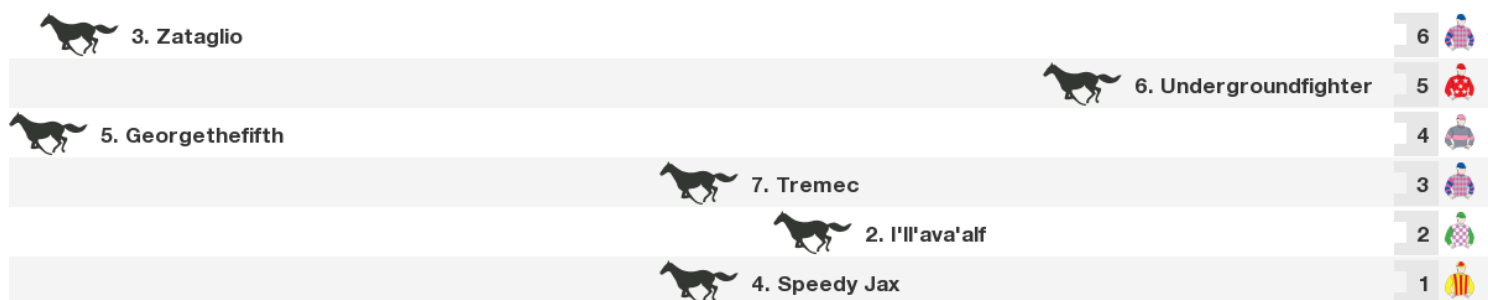 3. Zataglio 6
6. Undergroundfighter 5
5. Georgethefifth 4
7. Tremec 3
2. I'll'ava'alf 2
4. Speedy Jax 1